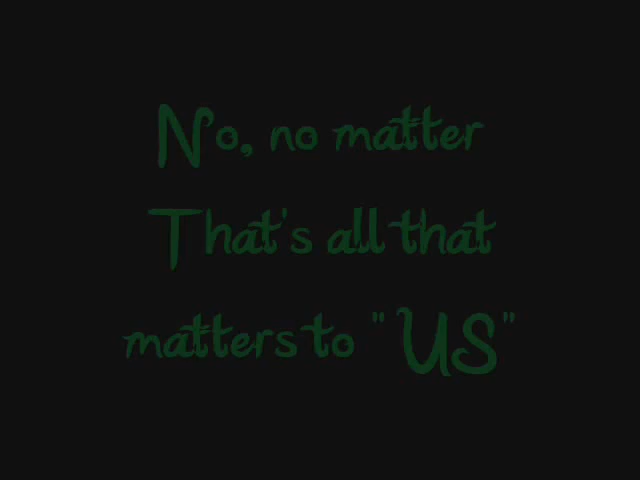 No, no matter
That's all that
matters to "US"